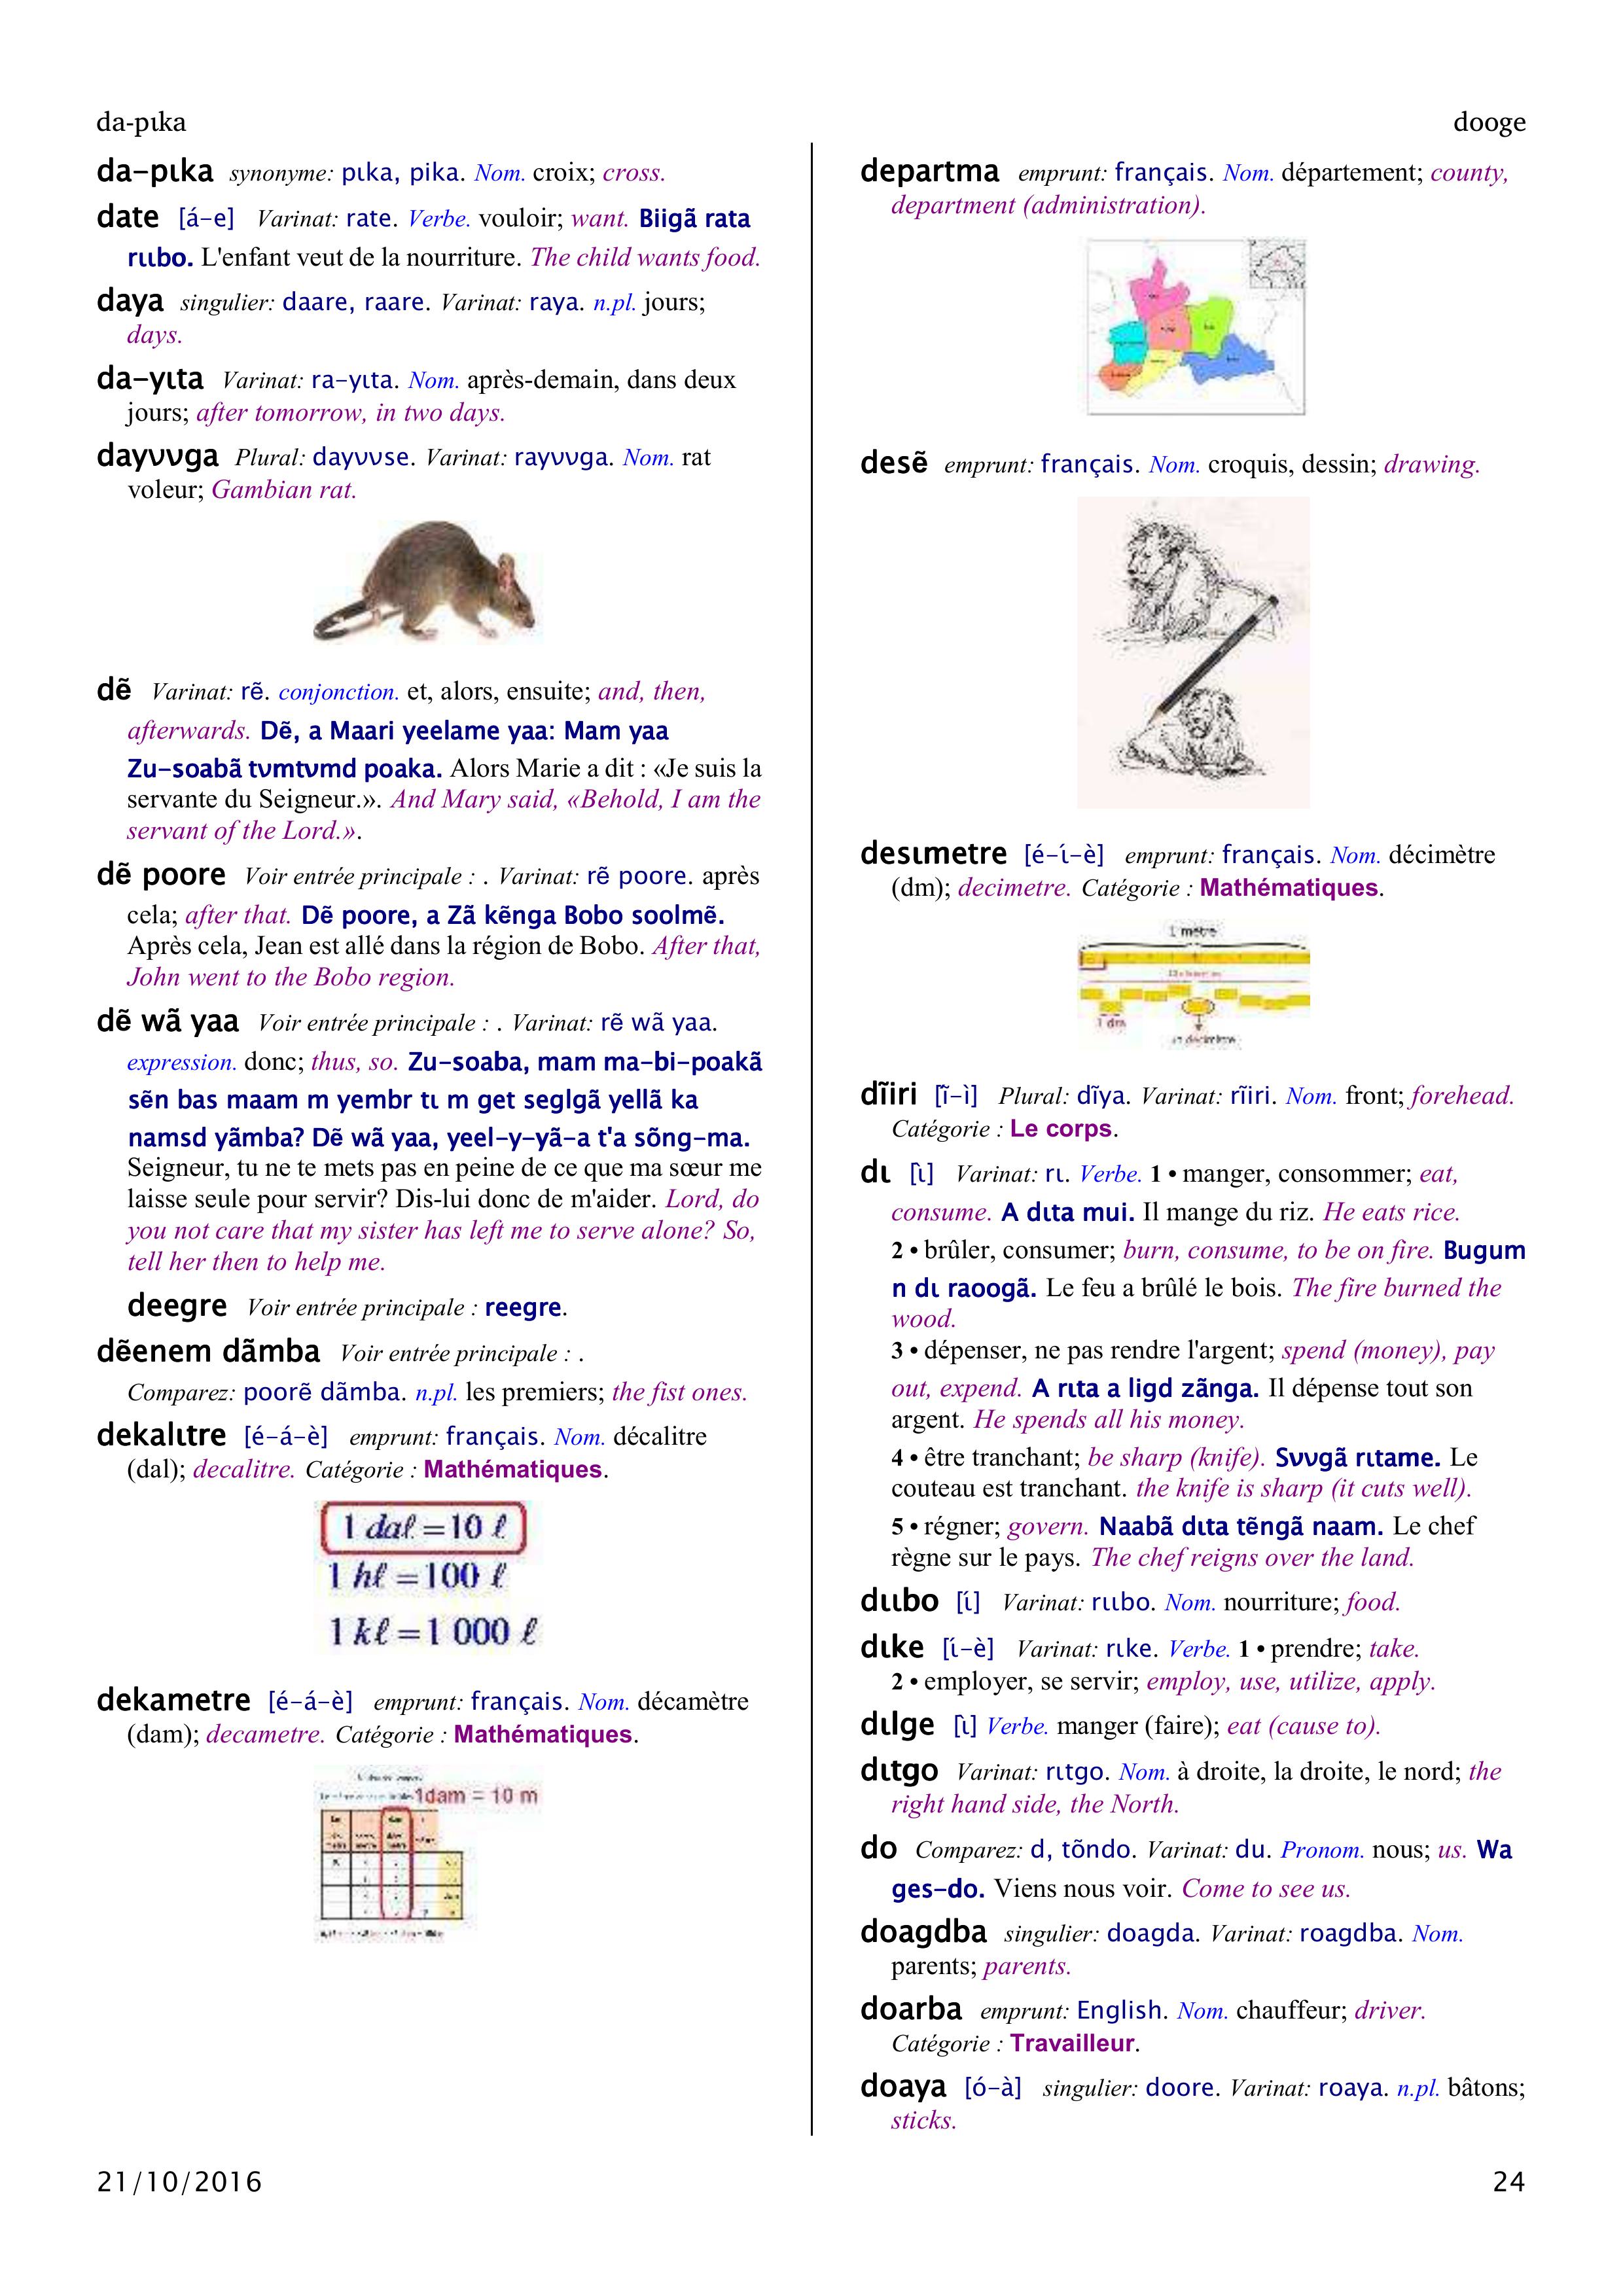 da-pɩka
dooge
da-pɩka synonyme: pɩka, pika. Nom. croix; cross.
date [á-e] Varinat: rate. Verbe. vouloir; want. Biigã rata
rɩɩbo. L'enfant veut de la nourriture. The child wants food.
daya singulier: daare, raare. Varinat: raya. n.pl. jours;
days.
da-yɩta Varinat: ra-yɩta. Nom. après-demain, dans deux
jours; after tomorrow, in two days.
dayʋʋga Plural: dayʋʋse. Varinat: rayʋʋga. Nom. rat
voleur; Gambian rat.
dẽ Varinat: rẽ. conjonction. et, alors, ensuite; and, then,
afterwards. Dẽ, a Maari yeelame yaa: Mam yaa
Zu-soabã tʋmtʋmd poaka. Alors Marie a dit : «Je suis la
servante du Seigneur.». And Mary said, «Behold, I am the
servant of the Lord.».
dẽ poore Voir entrée principale : . Varinat: rẽ poore. après
cela; after that. Dẽ poore, a Zã kẽnga Bobo soolmẽ.
Après cela, Jean est allé dans la région de Bobo. After that,
John went to the Bobo region.
dẽ wã yaa Voir entrée principale : . Varinat: rẽ wã yaa.
expression. donc; thus, so. Zu-soaba, mam ma-bi-poakã
sẽn bas maam m yembr tɩ m get seglgã yellã ka
namsd yãmba? Dẽ wã yaa, yeel-y-yã-a t'a sõng-ma.
Seigneur, tu ne te mets pas en peine de ce que ma sœur me
laisse seule pour servir? Dis-lui donc de m'aider. Lord, do
you not care that my sister has left me to serve alone? So,
tell her then to help me.
deegre Voir entrée principale : reegre.
dẽenem dãmba Voir entrée principale : .
Comparez: poorẽ dãmba. n.pl. les premiers; the fist ones.
dekalɩtre [é-á-è] emprunt: français. Nom. décalitre
(dal); decalitre. Catégorie : Mathématiques.
1 daℓ = 10 ℓ
1 hℓ = 100 ℓ
1 kℓ = 1 000 ℓ
dekametre [é-á-è] emprunt: français. Nom. décamètre
(dam); decametre. Catégorie : Mathématiques.
1dam = 10 m
departma emprunt: français. Nom. département; county,
department (administration).
desẽ emprunt: français. Nom. croquis, dessin; drawing.
desɩmetre [é-ɩ́-è] emprunt: français. Nom. décimètre
(dm); decimetre. Catégorie : Mathématiques.
1 metre
1 dm
un décimètre
dĩiri [ĩ-ì] Plural: dĩya. Varinat: rĩiri. Nom. front; forehead.
Catégorie : Le corps.
dɩ [ɩ̀] Varinat: rɩ. Verbe. 1 • manger, consommer; eat,
consume. A dɩta mui. Il mange du riz. He eats rice.
2 • brûler, consumer; burn, consume, to be on fire. Bugum
n dɩ raoogã. Le feu a brûlé le bois. The fire burned the
wood.
3 • dépenser, ne pas rendre l'argent; spend (money), pay
out, expend. A rɩta a ligd zãnga. Il dépense tout son
argent. He spends all his money.
4 • être tranchant; be sharp (knife). Sʋʋgã rɩtame. Le
couteau est tranchant. the knife is sharp (it cuts well).
5 • régner; govern. Naabã dɩta tẽngã naam. Le chef
règne sur le pays. The chef reigns over the land.
dɩɩbo [ɩ́] Varinat: rɩɩbo. Nom. nourriture; food.
dɩke [ɩ́-è] Varinat: rɩke. Verbe. 1 • prendre; take.
2 • employer, se servir; employ, use, utilize, apply.
dɩlge [ɩ̀] Verbe. manger (faire); eat (cause to).
dɩtgo Varinat: rɩtgo. Nom. à droite, la droite, le nord; the
right hand side, the North.
do Comparez: d, tõndo. Varinat: du. Pronom. nous; us. Wa
ges-do. Viens nous voir. Come to see us.
doagdba singulier: doagda. Varinat: roagdba. Nom.
parents; parents.
doarba emprunt: English. Nom. chauffeur; driver.
Catégorie : Travailleur.
doaya [ó-à] singulier: doore. Varinat: roaya. n.pl. bâtons;
sticks.
21/10/2016
24